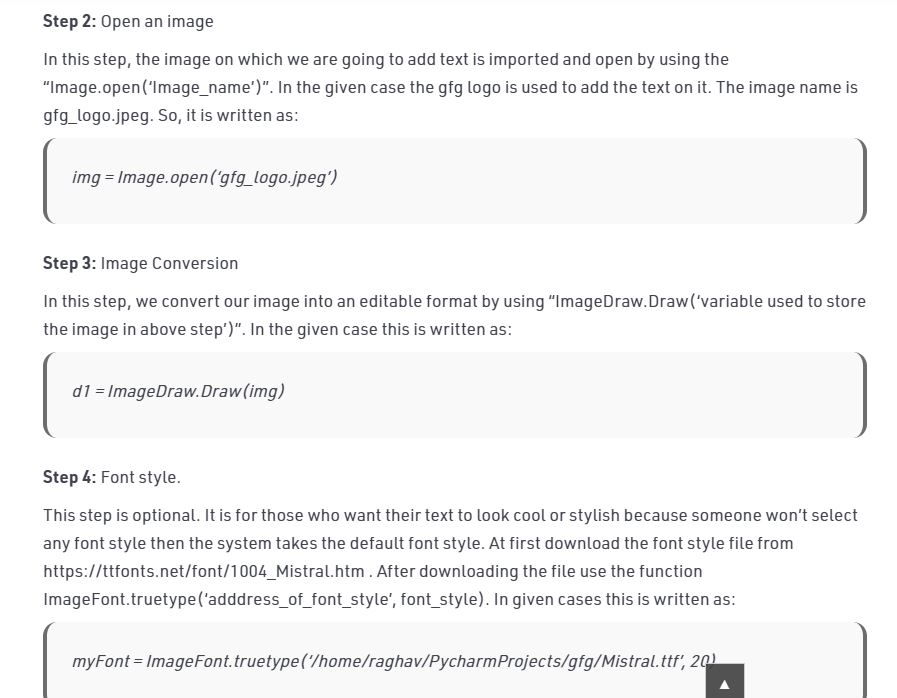 Step 2: Open an image
In this step, the image on which we are going to add text is imported and open by using the
“Image.open(‘Image_name’)”. In the given case the gfg logo is used to add the text on it. The image name is
gfg_logo.jpeg. So, it is written as:
img = Image.open(‘gfg_logo.jpeg’)
Step 3: Image Conversion
In this step, we convert our image into an editable format by using “ImageDraw.Draw(‘variable used to store
the image in above step’)”. In the given case this is written as:
d1 = ImageDraw.Draw(img)
Step 4: Font style.
This step is optional. It is for those who want their text to look cool or stylish because someone won’t select
any font style then the system takes the default font style. At first download the font style file from
https://ttfonts.net/font/1004_Mistral.htm . After downloading the file use the function
ImageFont.truetype(‘adddress_of_font_style’, font_style). In given cases this is written as:
myFont = ImageFont.truetype(‘/home/raghav/PycharmProjects/gfg/Mistral.ttf’, 20)